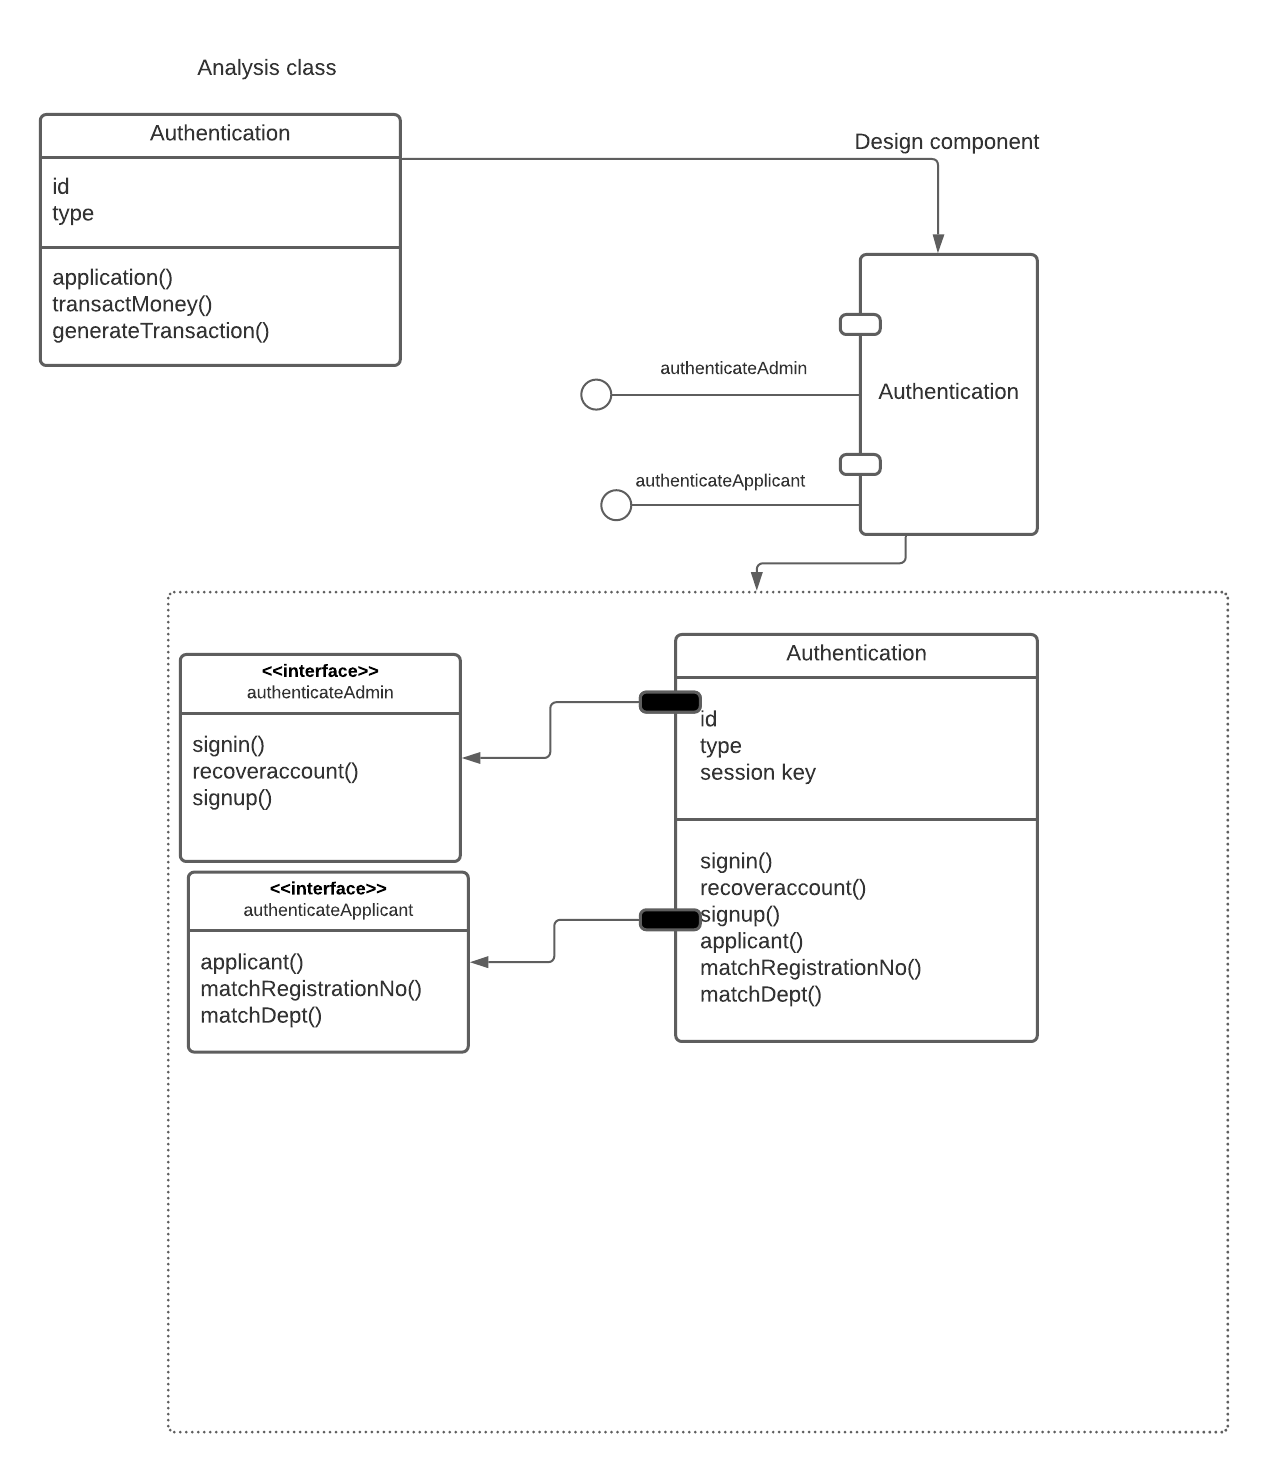 Analysis class
Authentication
id
type
application()
transactMoney()
generateTransaction()
Design component
authenticateAdmin
Authentication
authenticateApplicant
<<interface>>
authenticateAdmin
signin()
recoveraccount()
signup()
<<interface>>
authenticateApplicant
applicant()
matchRegistrationNo()
matchDept()
Authentication
id
type
session key
signin()
recoveraccount()
signup()
applicant()
matchRegistrationNo()
matchDept()